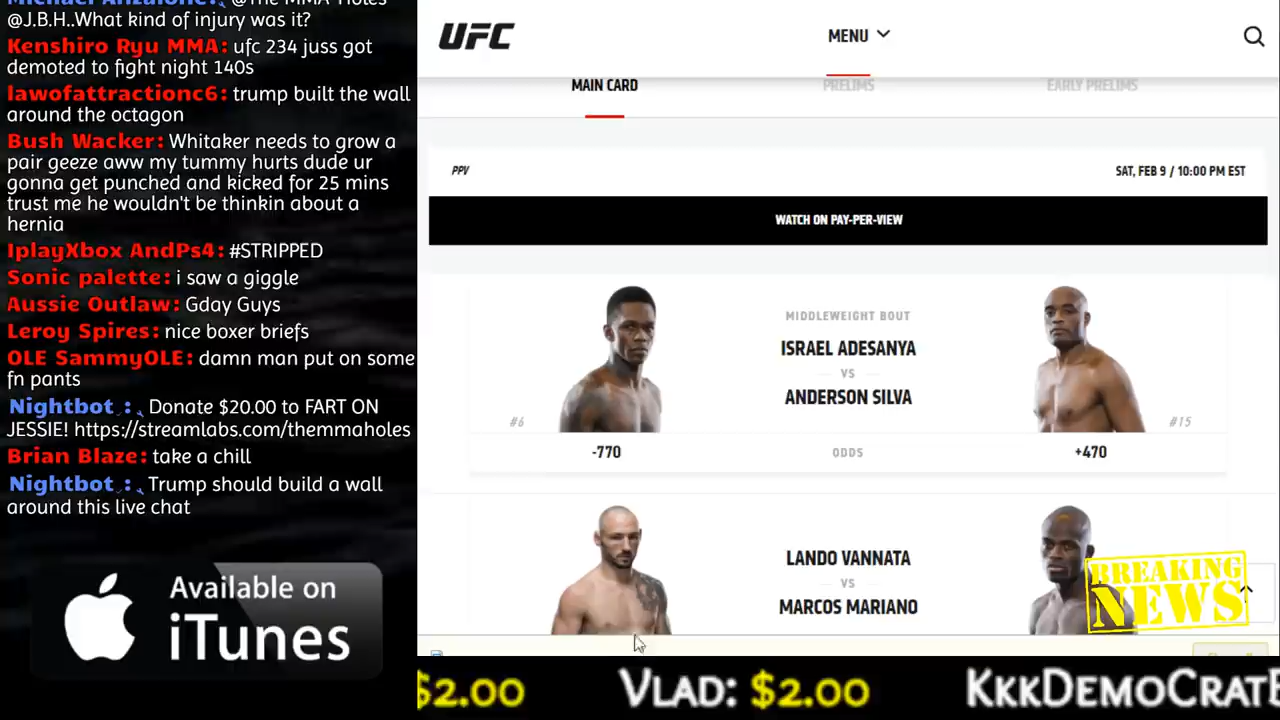 @J.B.H..What kind of injury was it?
Kenshiro Ryu MMA: ufc 234 juss got
demoted to fight night 140s
lawofattractionc6: trump built the wall
around the octagon
Bush Wacker: Whitaker needs to grow a
pair geeze aww my tummy hurts dude ur
gonna get punched and kicked for 25 mins
trust me he wouldn't be thinkin about a
hernia
IplayXbox AndPs4: #STRIPPED
Sonic palette: i saw a giggle
Aussie Outlaw: Gday Guys
Leroy Spires: nice boxer briefs
OLE SammyOLE: damn man put on some
fn pants
Nightbot : Donate $20.00 to FART ON
JESSIE! https://streamlabs.com/themmaholes
Brian Blaze: take a chill
Nightbot : Trump should build a wall
around this live chat
Available on
iTunes
UFC
MENU
MAIN CARD
PRELIMS
EARLY PRELIMS
PPV
SAT, FEB 9 / 10:00 PM EST
WATCH ON PAY-PER-VIEW
MIDDLEWEIGHT BOUT
ISRAEL ADESANYA
VS
ANDERSON SILVA
#6
#15
-770
ODDS
+470
LANDO VANNATA
VS
MARCOS MARIANO
BREAKING
NEWS
$2.00 VLAD: $2.00 KKKDEMOCRATE